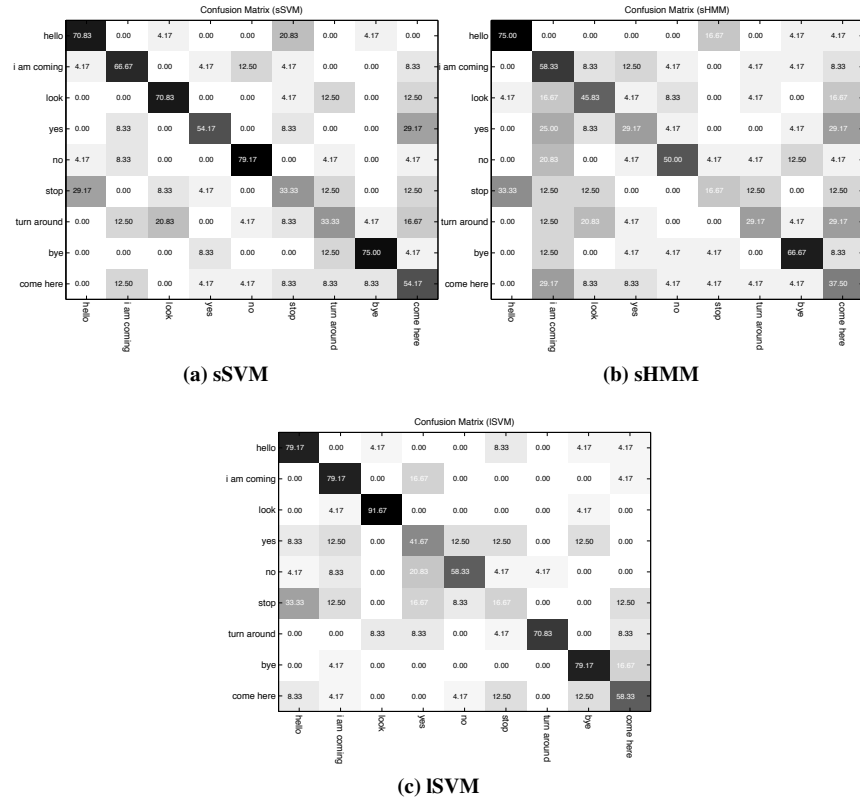 Confusion Matrix (sSVM)
hello 70.83 0.00 4.17 0.00 0.00 20.83 0.00 4.17 0.00
i am coming 4.17 66.67 0.00 4.17 12.50 4.17 0.00 0.00 8.33
look 0.00 0.00 70.83 0.00 0.00 4.17 12.50 0.00 12.50
yes 0.00 8.33 0.00 54.17 0.00 8.33 0.00 0.00 29.17
no 4.17 8.33 0.00 0.00 79.17 0.00 4.17 0.00 4.17
stop 29.17 0.00 8.33 4.17 0.00 33.33 12.50 0.00 12.50
turn around 0.00 12.50 20.83 0.00 4.17 8.33 33.33 4.17 16.67
bye 0.00 0.00 0.00 8.33 0.00 0.00 12.50 75.00 4.17
come here 0.00 12.50 0.00 4.17 4.17 8.33 8.33 8.33 54.17
hello i am coming look yes no stop turn around bye come here
(a) sSVM
Confusion Matrix (sHMM)
hello 75.00 0.00 0.00 0.00 0.00 16.67 0.00 4.17 4.17
i am coming 0.00 58.33 8.33 12.50 4.17 0.00 4.17 4.17 8.33
look 4.17 16.67 45.83 4.17 8.33 0.00 4.17 0.00 16.67
yes 0.00 25.00 8.33 29.17 4.17 0.00 0.00 4.17 29.17
no 0.00 20.83 0.00 4.17 50.00 4.17 4.17 12.50 4.17
stop 33.33 12.50 12.50 0.00 0.00 16.67 12.50 0.00 12.50
turn around 0.00 12.50 20.83 4.17 0.00 0.00 29.17 4.17 29.17
bye 0.00 12.50 0.00 4.17 4.17 4.17 0.00 66.67 8.33
come here 0.00 29.17 8.33 8.33 4.17 4.17 4.17 4.17 37.50
hello i am coming look yes no stop turn around bye come here
(b) sHMM
Confusion Matrix (lSVM)
hello 79.17 0.00 4.17 0.00 0.00 8.33 0.00 4.17 4.17
i am coming 0.00 79.17 0.00 16.67 0.00 0.00 0.00 0.00 4.17
look 0.00 4.17 91.67 0.00 0.00 0.00 0.00 4.17 0.00
yes 8.33 12.50 0.00 41.67 12.50 12.50 0.00 12.50 0.00
no 4.17 8.33 0.00 20.83 58.33 4.17 4.17 0.00 0.00
stop 33.33 12.50 0.00 16.67 8.33 16.67 0.00 0.00 12.50
turn around 0.00 0.00 8.33 8.33 0.00 4.17 70.83 0.00 8.33
bye 0.00 4.17 0.00 0.00 0.00 0.00 0.00 79.17 16.67
come here 8.33 4.17 0.00 0.00 4.17 12.50 0.00 12.50 58.33
hello i am coming look yes no stop turn around bye come here
(c) lSVM